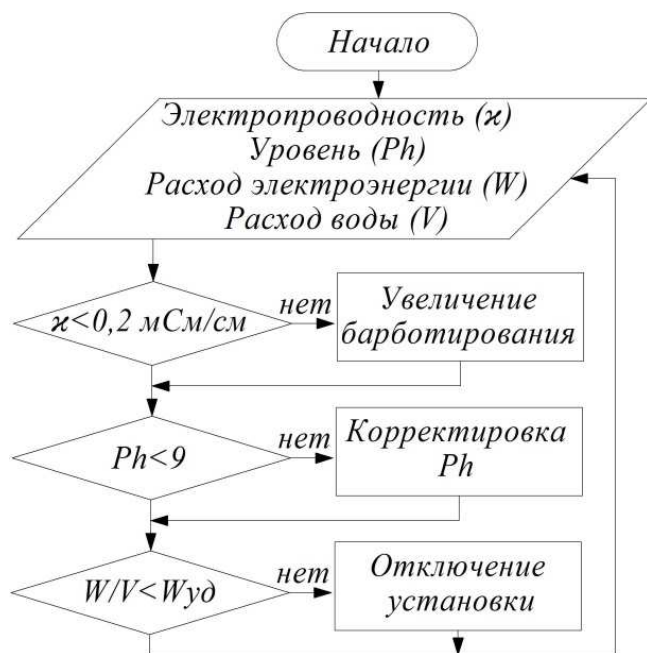 Начало
Электропроводность (ϰ)
Уровень (Ph)
Расход электроэнергии (W)
Расход воды (V)
ϰ<0,2 мСм/см
нет
Увеличение
барботирования
Ph<9
нет
Корректировка
Ph
W/V<Wуд
нет
Отключение
установки